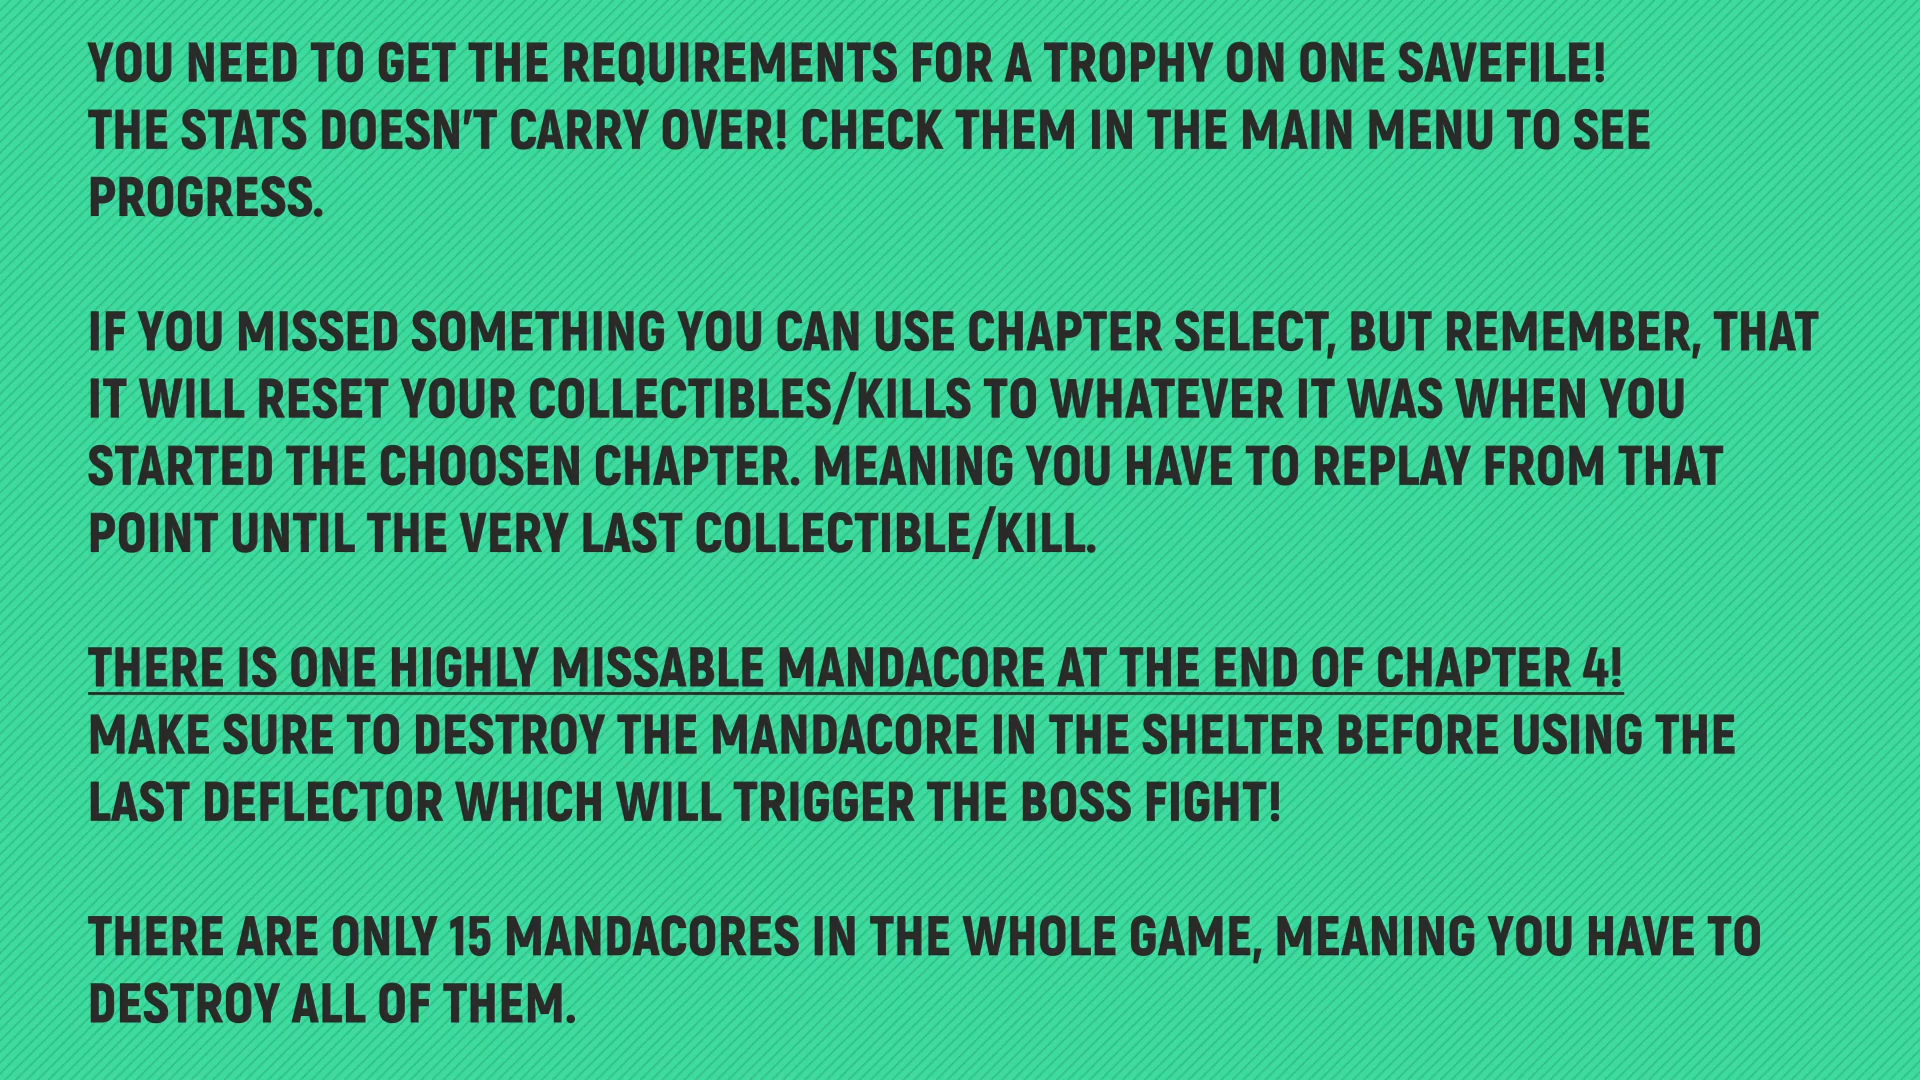 YOU NEED TO GET THE REQUIREMENTS FOR A TROPHY ON ONE SAVEFILE!
THE STATS DOESN'T CARRY OVER! CHECK THEM IN THE MAIN MENU TO SEE
PROGRESS.
IF YOU MISSED SOMETHING YOU CAN USE CHAPTER SELECT, BUT REMEMBER, THAT
IT WILL RESET YOUR COLLECTIBLES/KILLS TO WHATEVER IT WAS WHEN YOU
STARTED THE CHOOSEN CHAPTER. MEANING YOU HAVE TO REPLAY FROM THAT
POINT UNTIL THE VERY LAST COLLECTIBLE/KILL.
THERE IS ONE HIGHLY MISSABLE MANDACORE AT THE END OF CHAPTER 4!
MAKE SURE TO DESTROY THE MANDACORE IN THE SHELTER BEFORE USING THE
LAST DEFLECTOR WHICH WILL TRIGGER THE BOSS FIGHT!
THERE ARE ONLY 15 MANDACORES IN THE WHOLE GAME, MEANING YOU HAVE TO
DESTROY ALL OF THEM.